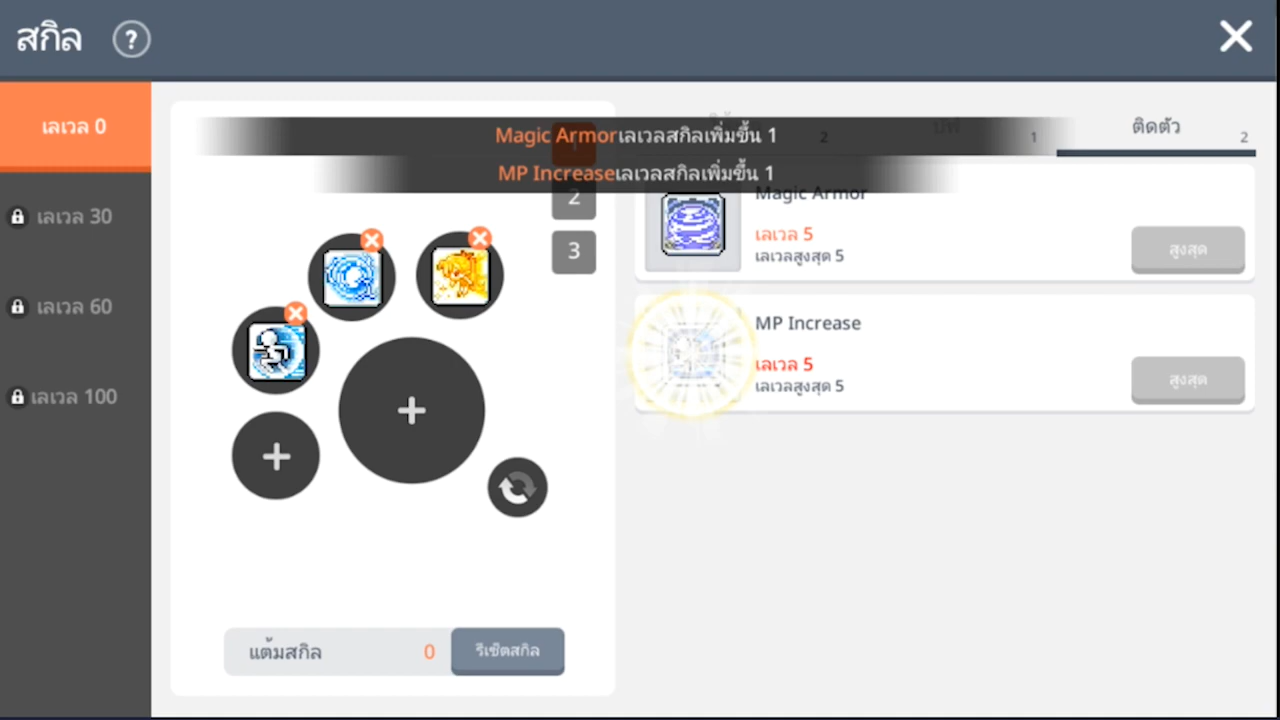 สกิล ?
เลเวล 0
เลเวล 30
เลเวล 60
เลเวล 100
Magic Armorเลเวลสกิลเพิ่มขึ้น 1
MP Increaseเลเวลสกิลเพิ่มขึ้น 1
2
3
แต้มสกิล 0
รีเซ็ตสกิล
2
บัฟ 1
ติดตัว 2
Magic Armor
เลเวล 5
เลเวลสูงสุด 5
สูงสุด
MP Increase
เลเวล 5
เลเวลสูงสุด 5
สูงสุด